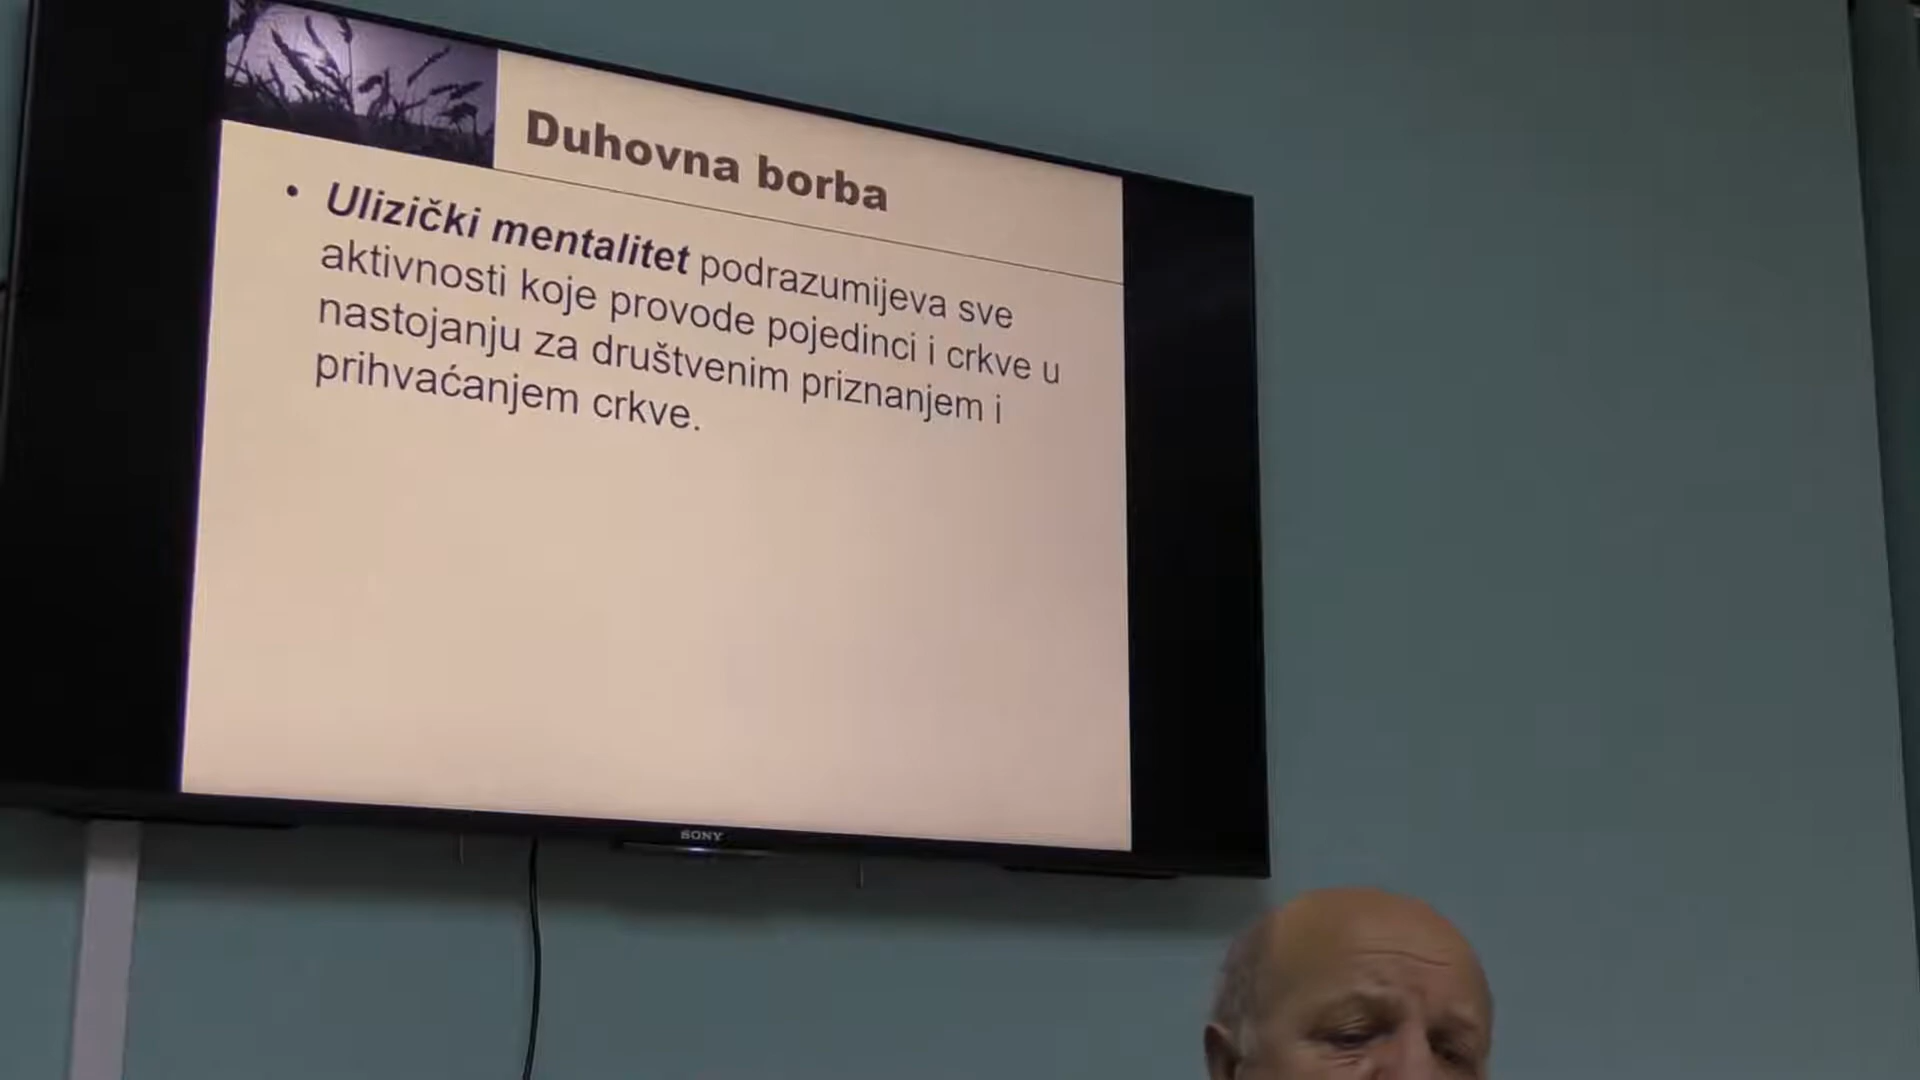 Duhovna borba
• Ulizički mentalitet podrazumijeva sve
aktivnosti koje provode pojedinci i crkve u
nastojanju za društvenim priznanjem i
prihvaćanjem crkve.
SONY